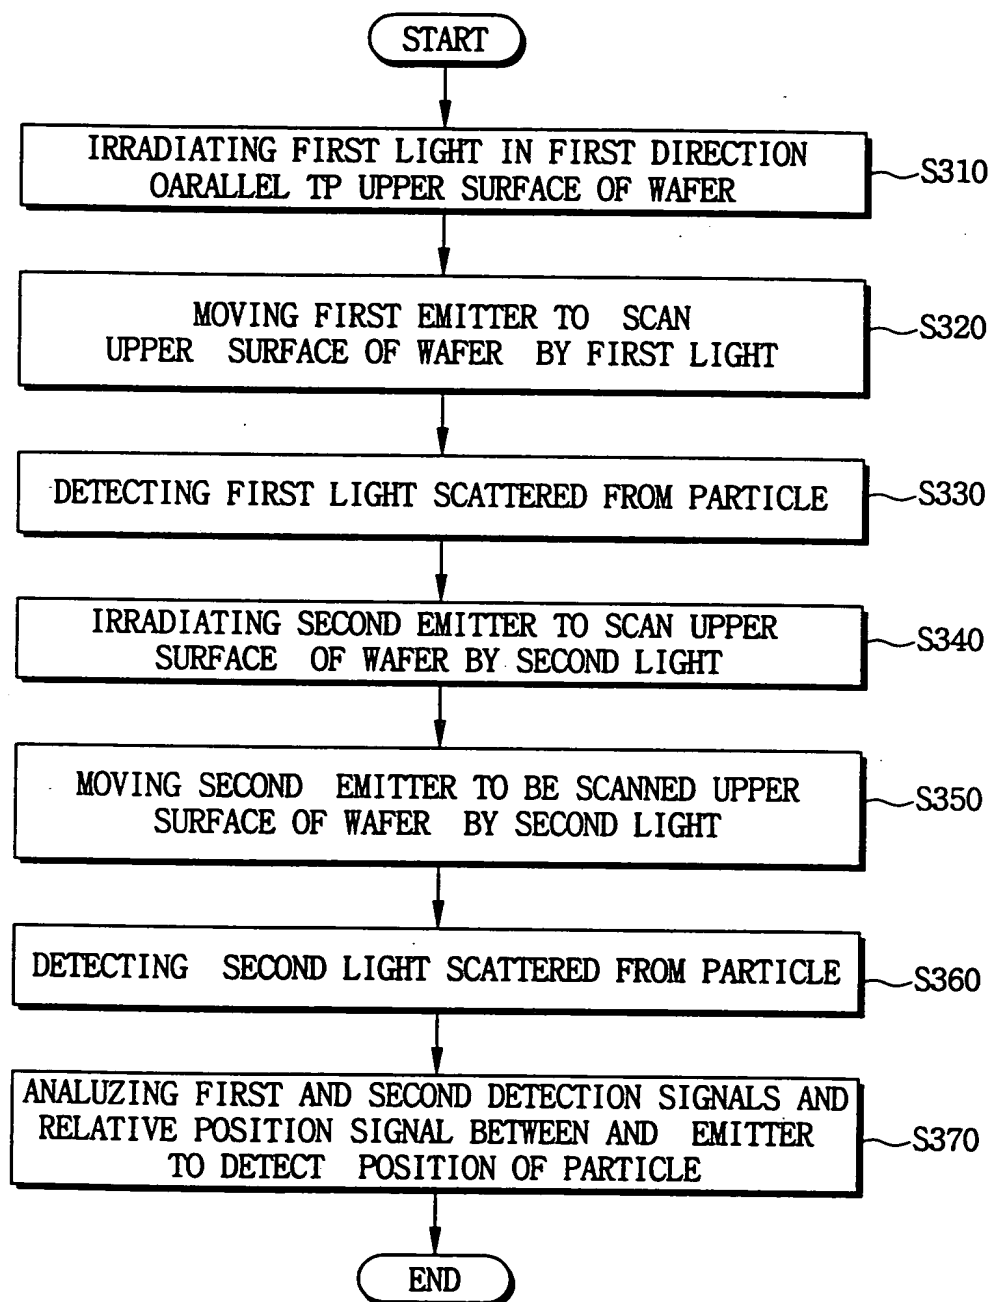 START
IRRADIATING FIRST LIGHT IN FIRST DIRECTION
OARALLEL TP UPPER SURFACE OF WAFER
S310
MOVING FIRST EMITTER TO SCAN
UPPER SURFACE OF WAFER BY FIRST LIGHT
S320
DETECTING FIRST LIGHT SCATTERED FROM PARTICLE
S330
IRRADIATING SECOND EMITTER TO SCAN UPPER
SURFACE OF WAFER BY SECOND LIGHT
S340
MOVING SECOND EMITTER TO BE SCANNED UPPER
SURFACE OF WAFER BY SECOND LIGHT
S350
DETECTING SECOND LIGHT SCATTERED FROM PARTICLE
S360
ANALUZING FIRST AND SECOND DETECTION SIGNALS AND
RELATIVE POSITION SIGNAL BETWEEN AND EMITTER
TO DETECT POSITION OF PARTICLE
S370
END